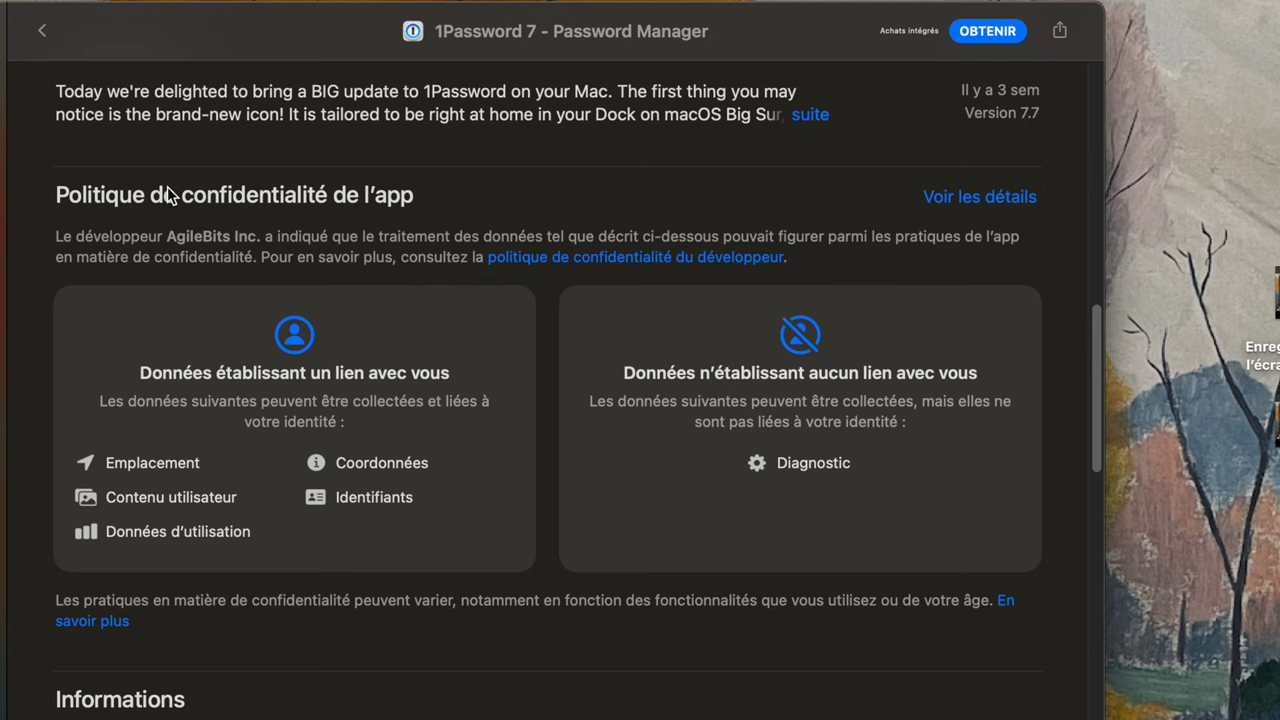 1Password 7 - Password Manager
Achats intégrés
OBTENIR
Today we're delighted to bring a BIG update to 1Password on your Mac. The first thing you may
notice is the brand-new icon! It is tailored to be right at home in your Dock on macOS Big Sur, suite
Il y a 3 sem
Version 7.7
Politique de confidentialité de l'app
Voir les détails
Le développeur AgileBits Inc. a indiqué que le traitement des données tel que décrit ci-dessous pouvait figurer parmi les pratiques de l'app
en matière de confidentialité. Pour en savoir plus, consultez la politique de confidentialité du développeur.
Données établissant un lien avec vous
Les données suivantes peuvent être collectées et liées à
votre identité :
Emplacement
Coordonnées
Contenu utilisateur
Identifiants
Données d'utilisation
Données n'établissant aucun lien avec vous
Les données suivantes peuvent être collectées, mais elles ne
sont pas liées à votre identité :
Diagnostic
Les pratiques en matière de confidentialité peuvent varier, notamment en fonction des fonctionnalités que vous utilisez ou de votre âge. En
savoir plus
Informations
Enreg
l'écra